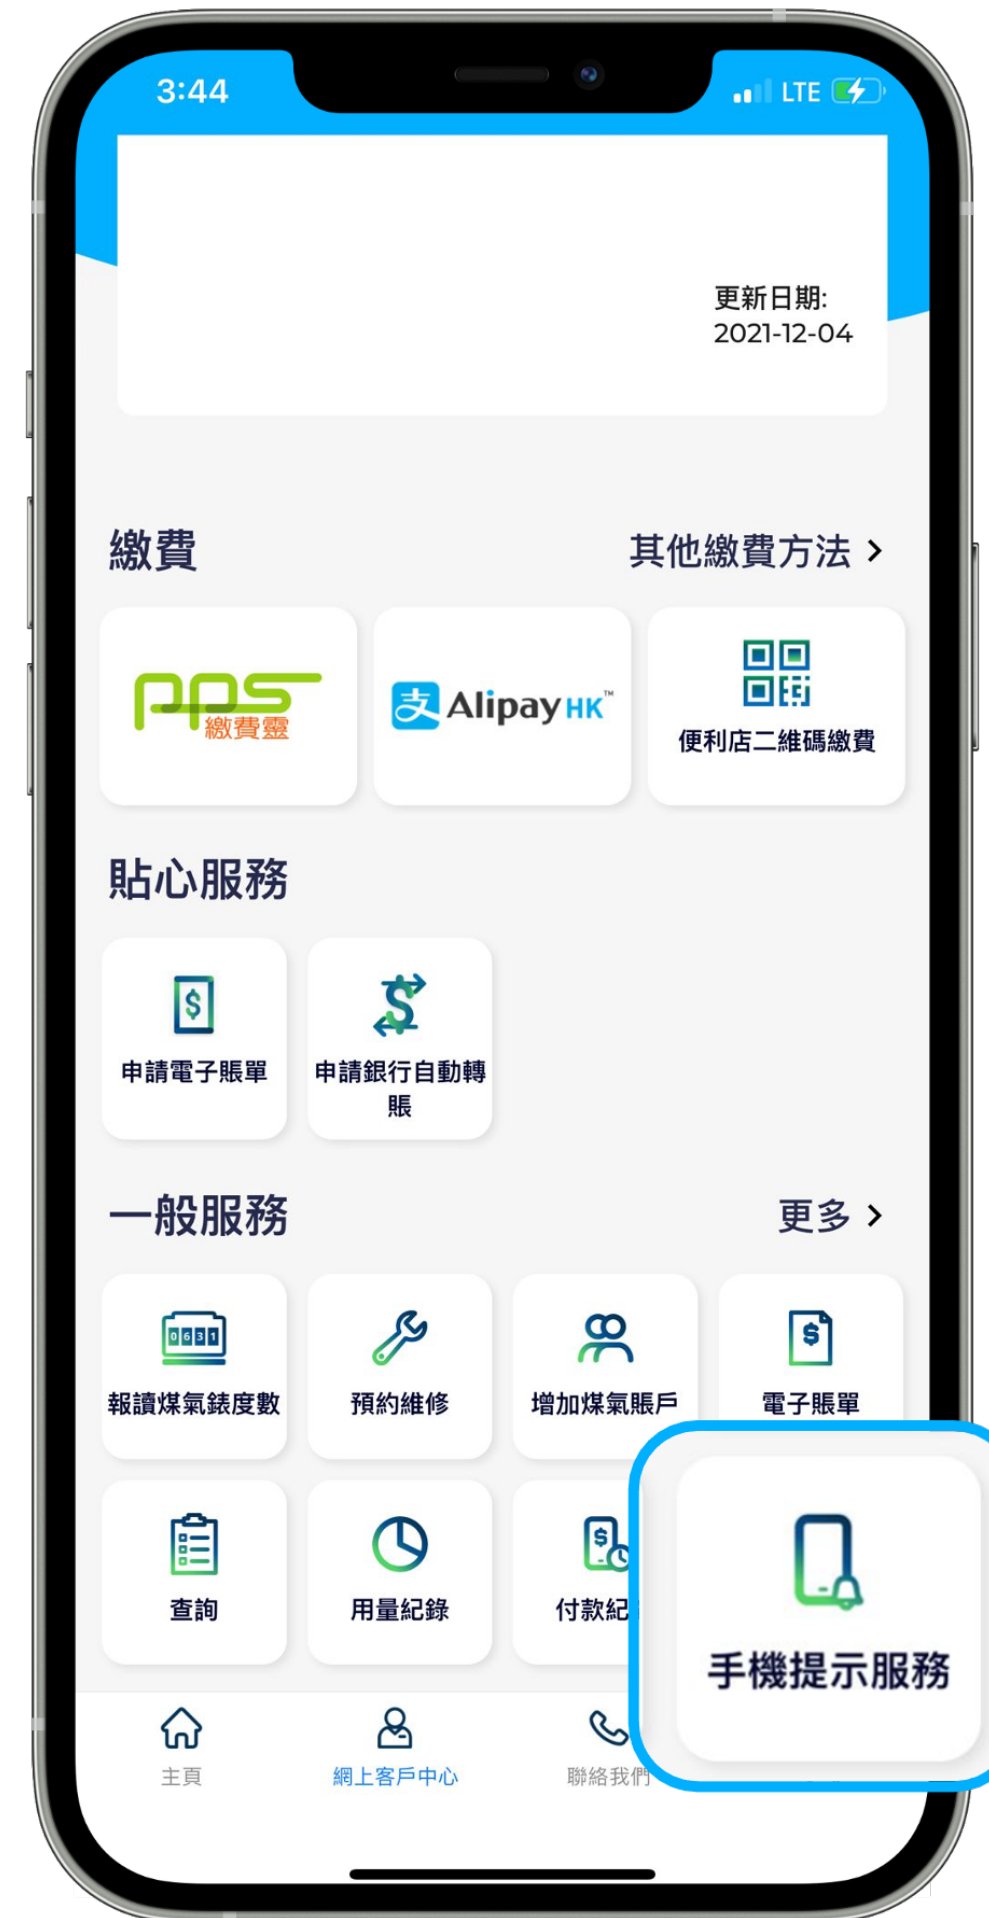 3:44
LTE
更新日期:
2021-12-04
繳費
其他繳費方法 >
pps
繳費靈
支 AlipayHK™
便利店二維碼繳費
貼心服務
$
$
申請電子賬單
申請銀行自動轉
賬
一般服務
更多 >
0631
$
報讀煤氣錶度數
預約維修
增加煤氣賬戶
電子賬單
$
查詢
用量紀錄
付款紀
手機提示服務
主頁
網上客戶中心
聯絡我們